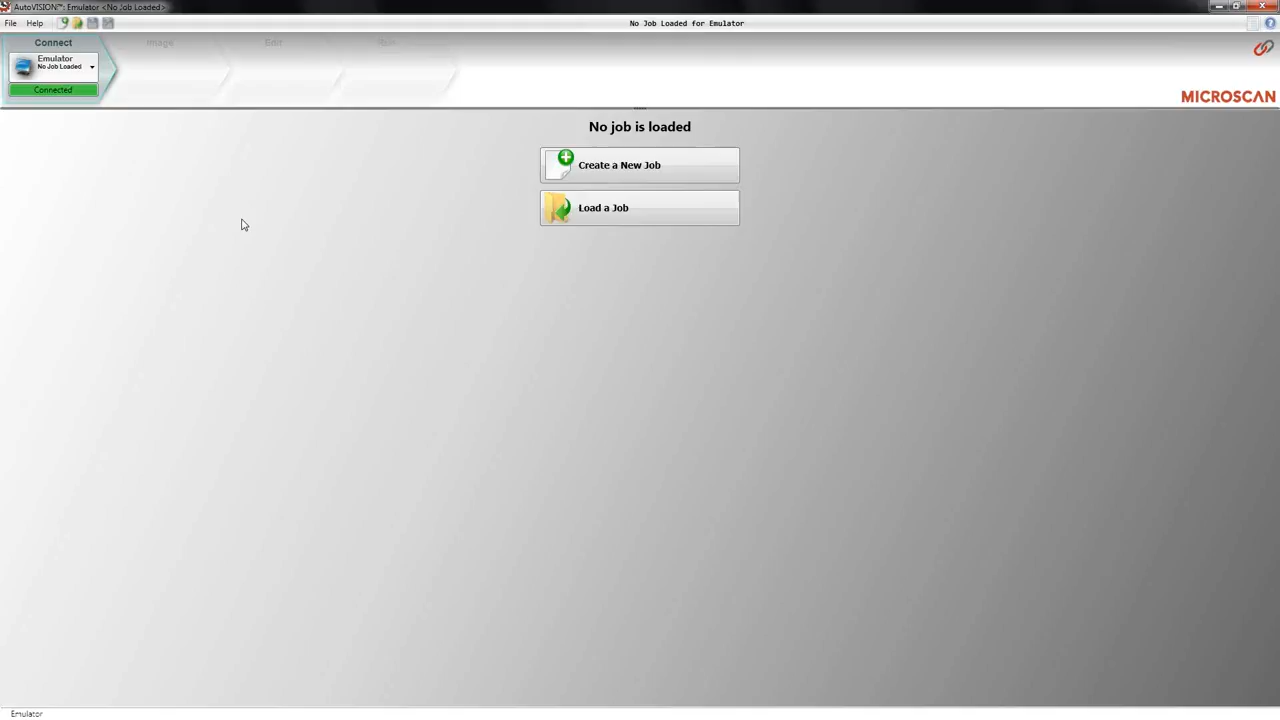 AutoVISION™: Emulator <No Job Loaded>
File Help
No Job Loaded for Emulator
Connect Image Edit Run
Emulator
No Job Loaded
Connected
MICROSCAN
No job is loaded
Create a New Job
Load a Job
Emulator